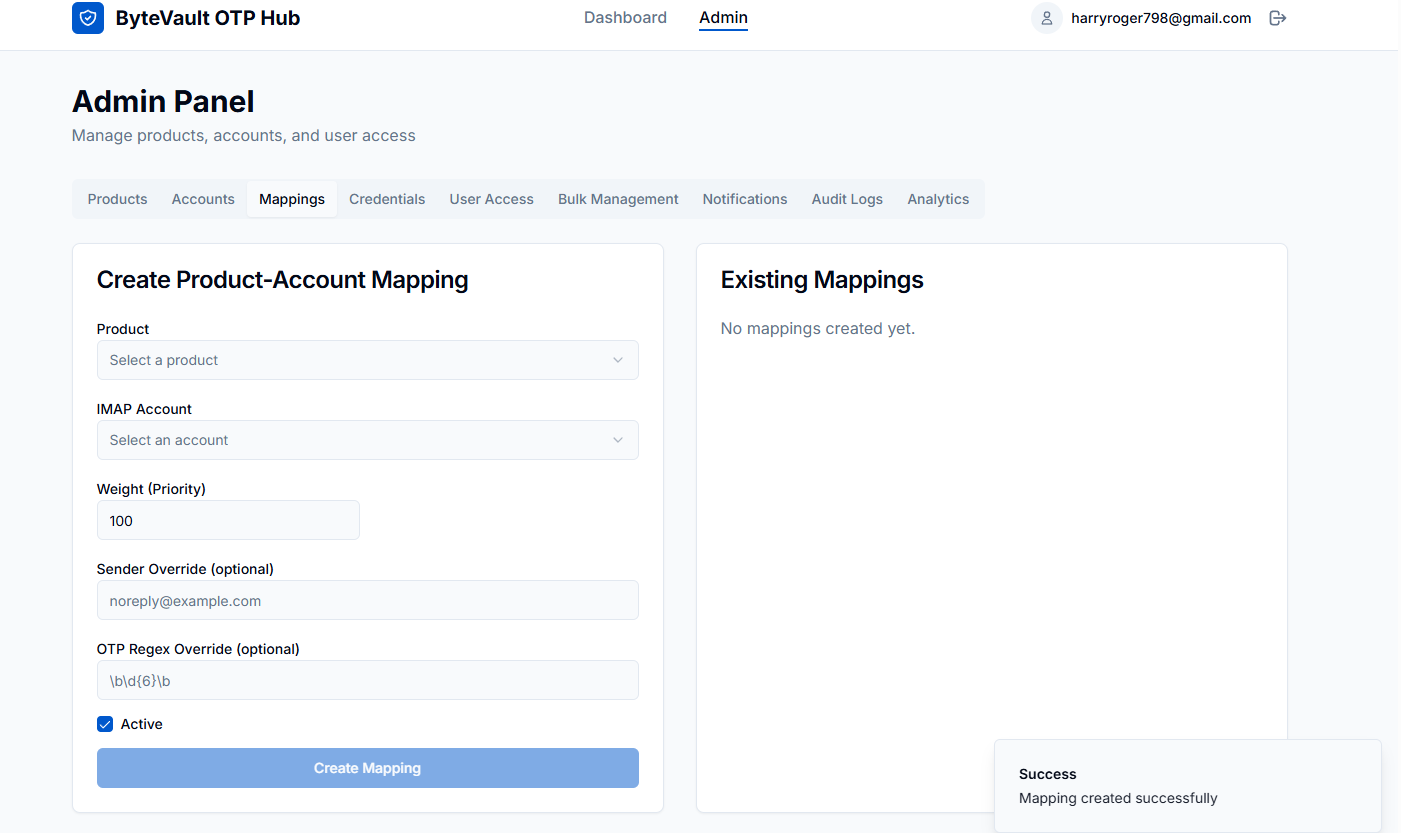 ByteVault OTP Hub
Dashboard
Admin
harryroger798@gmail.com
Admin Panel
Manage products, accounts, and user access
Products
Accounts
Mappings
Credentials
User Access
Bulk Management
Notifications
Audit Logs
Analytics
Create Product-Account Mapping
Product
Select a product
IMAP Account
Select an account
Weight (Priority)
100
Sender Override (optional)
noreply@example.com
OTP Regex Override (optional)
\b\d{6}\b
Active
Create Mapping
Existing Mappings
No mappings created yet.
Success
Mapping created successfully